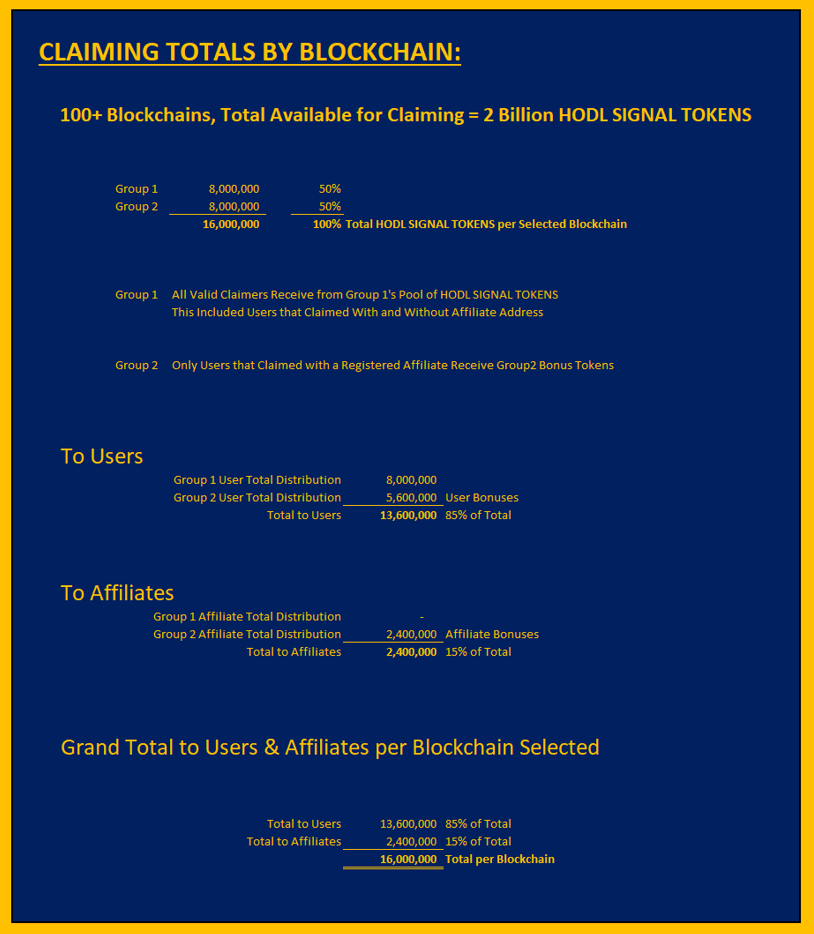 CLAIMING TOTALS BY BLOCKCHAIN:
100+ Blockchains, Total Available for Claiming = 2 Billion HODL SIGNAL TOKENS
Group 1 8,000,000 50%
Group 2 8,000,000 50%
16,000,000 100% Total HODL SIGNAL TOKENS per Selected Blockchain
Group 1 All Valid Claimers Receive from Group 1's Pool of HODL SIGNAL TOKENS
This Included Users that Claimed With and Without Affiliate Address
Group 2 Only Users that Claimed with a Registered Affiliate Receive Group2 Bonus Tokens
To Users
Group 1 User Total Distribution 8,000,000
Group 2 User Total Distribution 5,600,000 User Bonuses
Total to Users 13,600,000 85% of Total
To Affiliates
Group 1 Affiliate Total Distribution -
Group 2 Affiliate Total Distribution 2,400,000 Affiliate Bonuses
Total to Affiliates 2,400,000 15% of Total
Grand Total to Users & Affiliates per Blockchain Selected
Total to Users 13,600,000 85% of Total
Total to Affiliates 2,400,000 15% of Total
16,000,000 Total per Blockchain